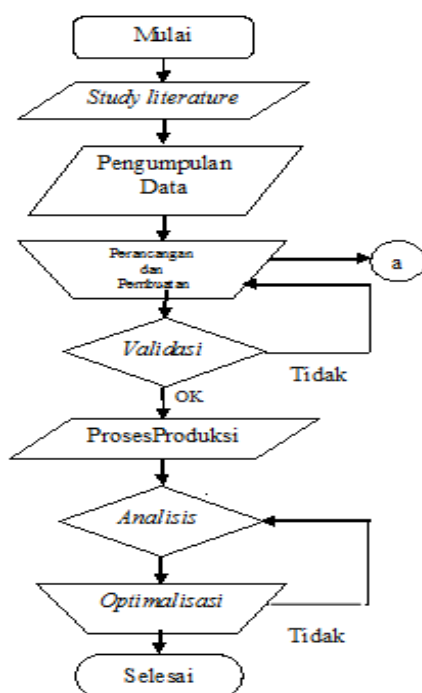 Mulai
Study literature
Pengumpulan
Data
Perancangan
dan
Pembuatan
a
Validasi
Tidak
OK
ProsesProduksi
Analisis
Optimalisasi
Tidak
Selesai